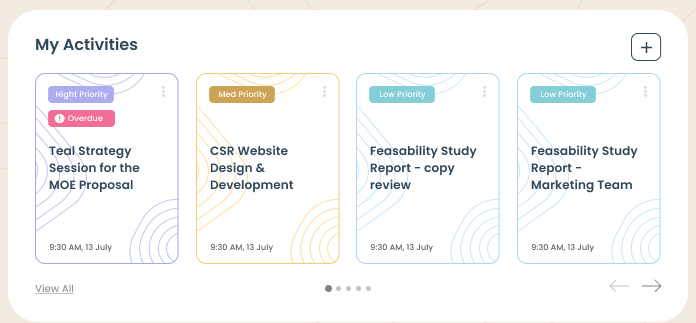 My Activities
+
Hight Priority
! Overdue
Teal Strategy
Session for the
MOE Proposal
9:30 AM, 13 July
Med Priority
CSR Website
Design &
Development
9:30 AM, 13 July
Low Priority
Feasability Study
Report - copy
review
9:30 AM, 13 July
Low Priority
Feasability Study
Report -
Marketing Team
9:30 AM, 13 July
View All